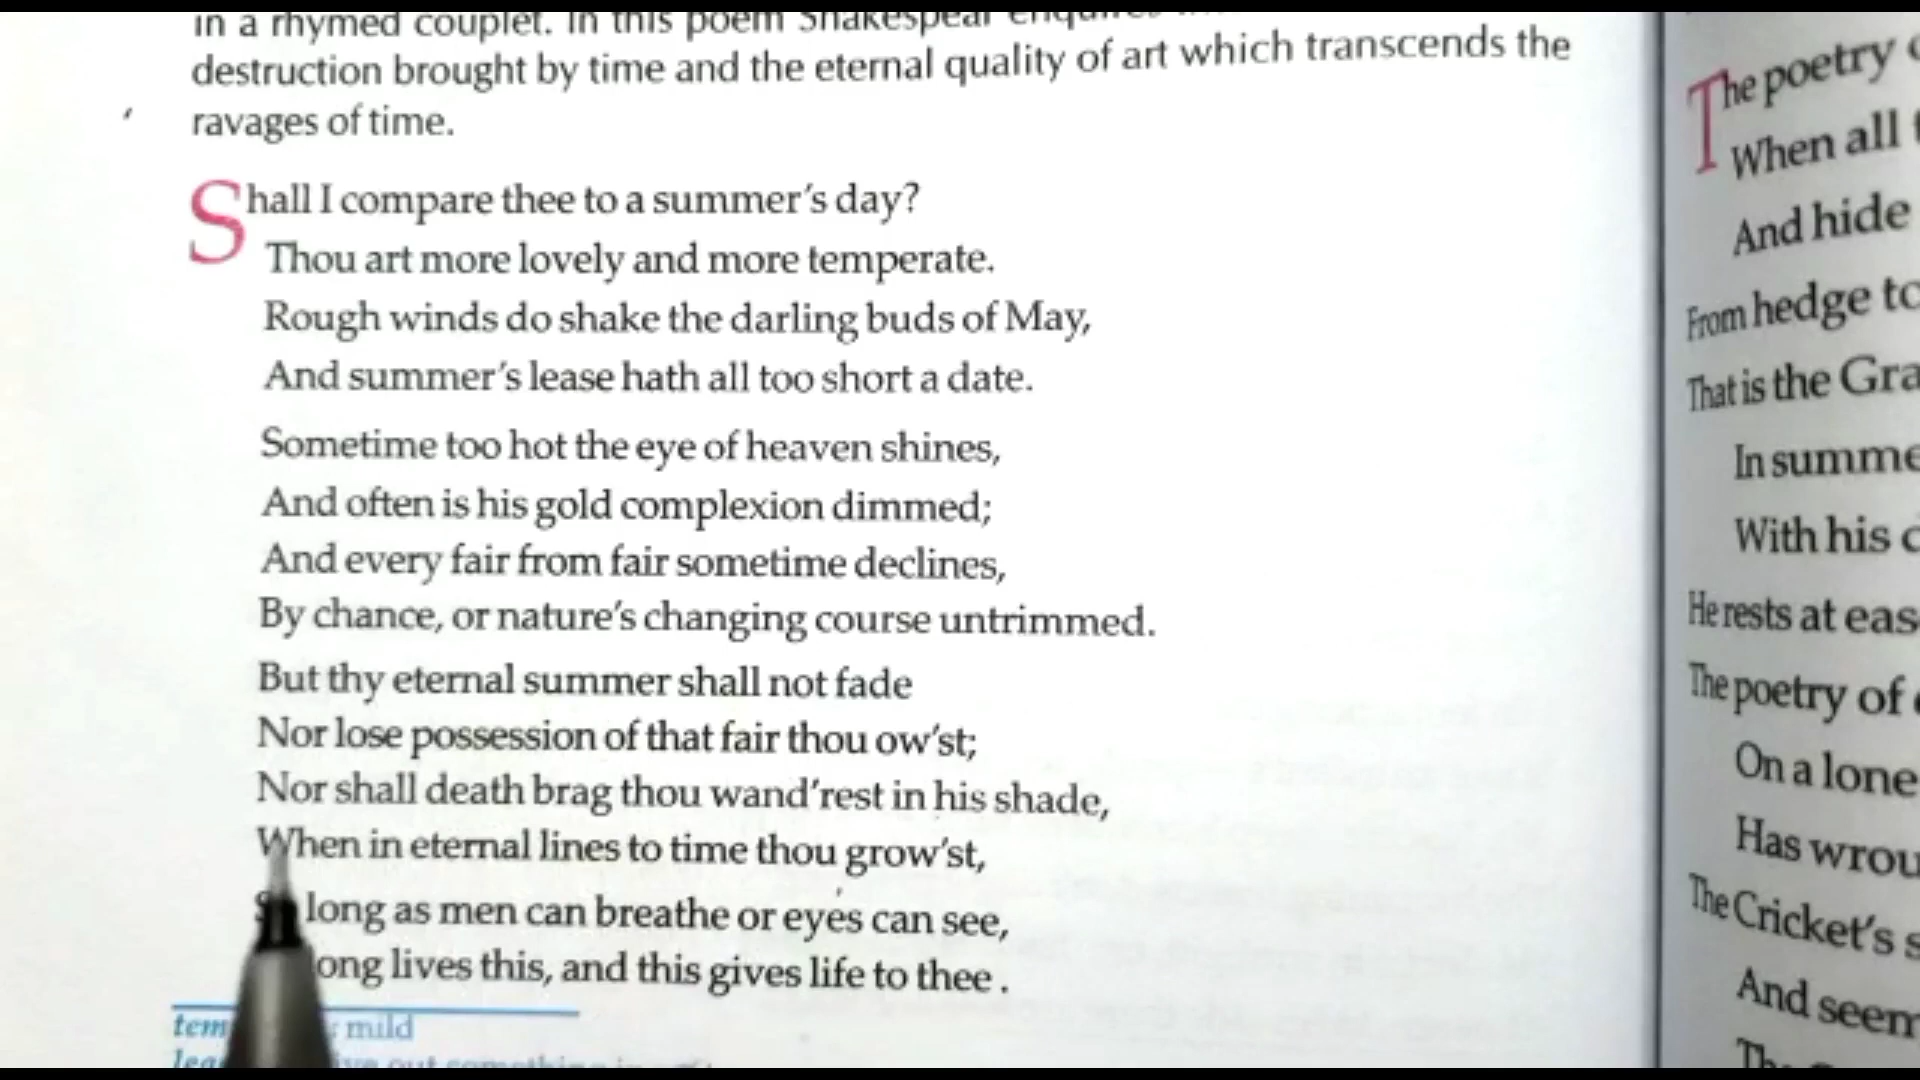 in a rhymed couplet. In this poem Shakespear enquires
destruction brought by time and the eternal quality of art which transcends the
ravages of time.
Shall I compare thee to a summer's day?
Thou art more lovely and more temperate.
Rough winds do shake the darling buds of May,
And summer's lease hath all too short a date.
Sometime too hot the eye of heaven shines,
And often is his gold complexion dimmed;
And every fair from fair sometime declines,
By chance, or nature's changing course untrimmed.
But thy eternal summer shall not fade
Nor lose possession of that fair thou ow'st;
Nor shall death brag thou wand'rest in his shade,
When in eternal lines to time thou grow'st,
long as men can breathe or eyes can see,
long lives this, and this gives life to thee .
mild
out something
The poetry
When all
And hide
From hedge to
That is the
In
With his
He rests at
The poetry of
On a lone
Has
The Cricket's
And seem